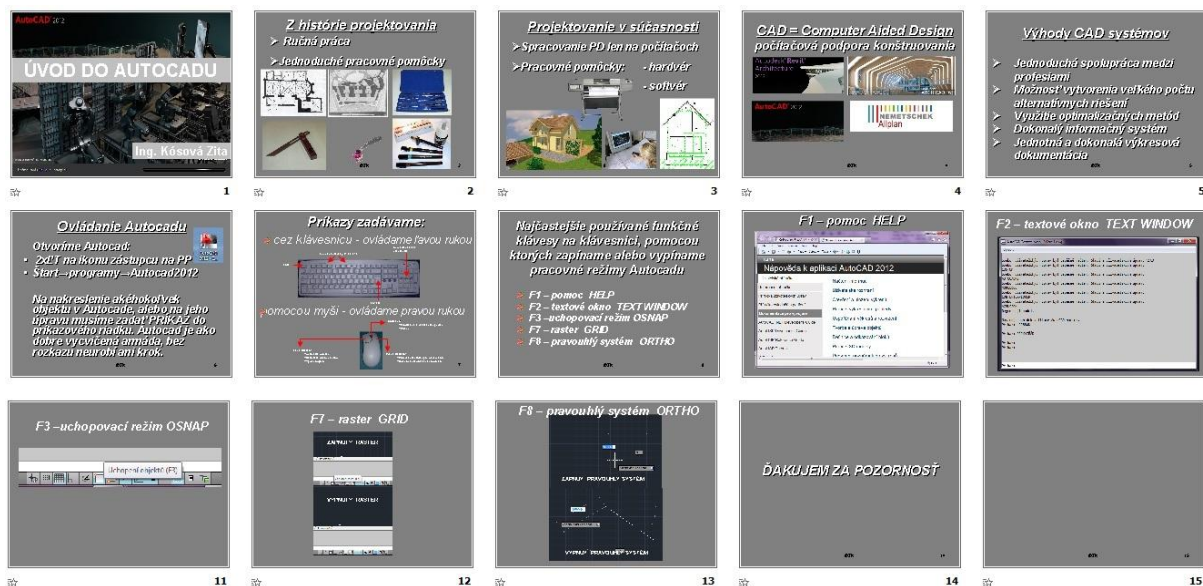 AutoCAD 2012
ÚVOD DO AUTOCADU
Ing. Kósová Zita
1
Z histórie projektovania
➢ Ručná práca
➢ Jednoduché pracovné pomôcky
2
Projektovanie v súčasnosti
➢ Spracovanie PD len na počítačoch
➢ Pracovné pomôcky: - hardvér
- softvér
3
CAD = Computer Aided Design
počítačová podpora konštruovania
Autodesk Revit
Architecture
AutoCAD 2012
NEMETSCHEK
Allplan
4
Výhody CAD systémov
➢ Jednoduchá spolupráca medzi
profesiami
➢ Možnosť vytvorenia veľkého počtu
alternatívnych riešení
➢ Využitie optimalizačných metód
➢ Dokonalý informačný systém
➢ Jednotná a dokonalá výkresová
dokumentácia
5
Ovládanie Autocadu
Otvoríme Autocad:
• 2xĽT na ikonu zástupcu na PP
• Štart→programy→Autocad2012
Na nakreslenie akéhokoľvek
objektu v Autocade, alebo na jeho
úpravu musíme zadať PRÍKAZ do
príkazového riadku. Autocad je ako
dobre vycvičená armáda, bez
rozkazu neurobí ani krok.
6
Príkazy zadávame:
cez klávesnicu - ovládame ľavou rukou
pomocou myši - ovládame pravou rukou
7
Najčastejšie používané funkčné
klávesy na klávesnici, pomocou
ktorých zapíname alebo vypíname
pracovné režimy Autocadu
F1 – pomoc HELP
F2 – textové okno TEXT WINDOW
F3 –uchopovací režim OSNAP
F7 – raster GRID
F8 – pravouhlý systém ORTHO
8
F1 – pomoc HELP
Nápověda k aplikaci AutoCAD 2012
9
F2 – textové okno TEXT WINDOW
10
F3 –uchopovací režim OSNAP
Uchopení objektů (F3)
11
F7 – raster GRID
ZAPNUTÝ RASTER
VYPNUTÝ RASTER
12
F8 – pravouhlý systém ORTHO
ZAPNUTÝ PRAVOUHLÝ SYSTÉM
VYPNUTÝ PRAVOUHLÝ SYSTÉM
13
ĎAKUJEM ZA POZORNOSŤ
14
15